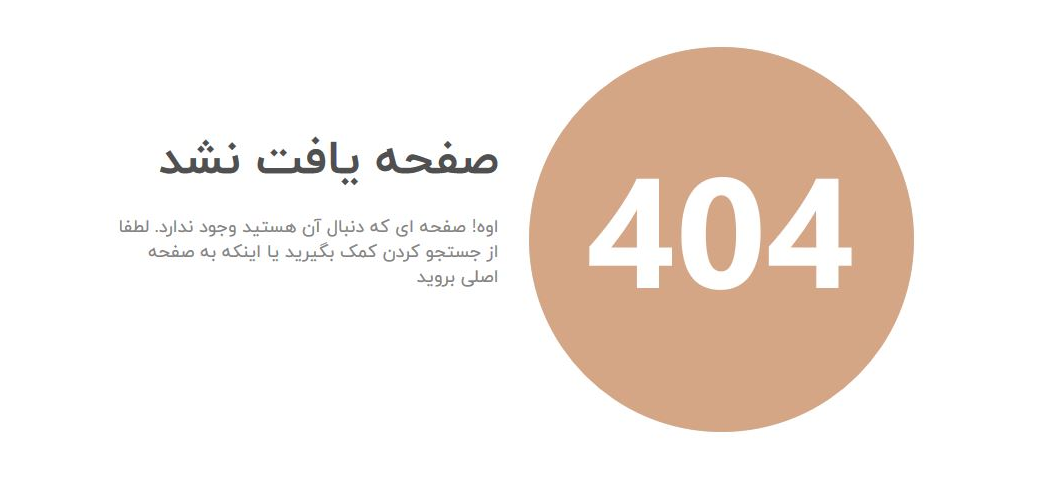 404
صفحه یافت نشد
اوه! صفحه ای که دنبال آن هستید وجود ندارد. لطفا
از جستجو کردن کمک بگیرید یا اینکه به صفحه
اصلی بروید